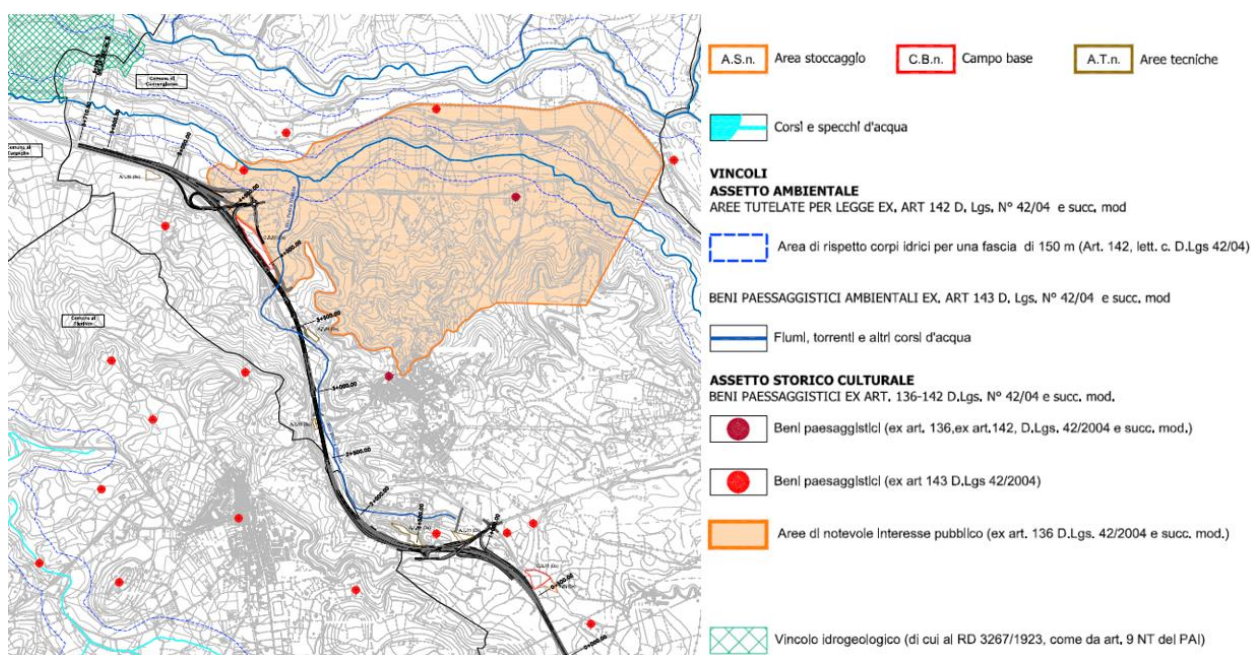 A.S.n.
Area stoccaggio
C.B.n.
Campo base
A.T.n.
Aree tecniche
Corsi e specchi d'acqua
VINCOLI
ASSETTO AMBIENTALE
AREE TUTELATE PER LEGGE EX. ART 142 D. Lgs. N° 42/04 e succ. mod
Area di rispetto corpi idrici per una fascia di 150 m (Art. 142, lett. c. D.Lgs 42/04)
BENI PAESSAGGISTICI AMBIENTALI EX. ART 143 D. Lgs. N° 42/04 e succ. mod
Fiumi, torrenti e altri corsi d'acqua
ASSETTO STORICO CULTURALE
BENI PAESSAGGISTICI EX ART. 136-142 D.Lgs. N° 42/04 e succ. mod.
Beni paesaggistici (ex art. 136,ex art.142, D.Lgs. 42/2004 e succ. mod.)
Beni paesaggistici (ex art 143 D.Lgs 42/2004)
Aree di notevole interesse pubblico (ex art. 136 D.Lgs. 42/2004 e succ. mod.)
Vincolo idrogeologico (di cui al RD 3267/1923, come da art. 9 NT del PAI)
Comune di
Comune di
Comune di